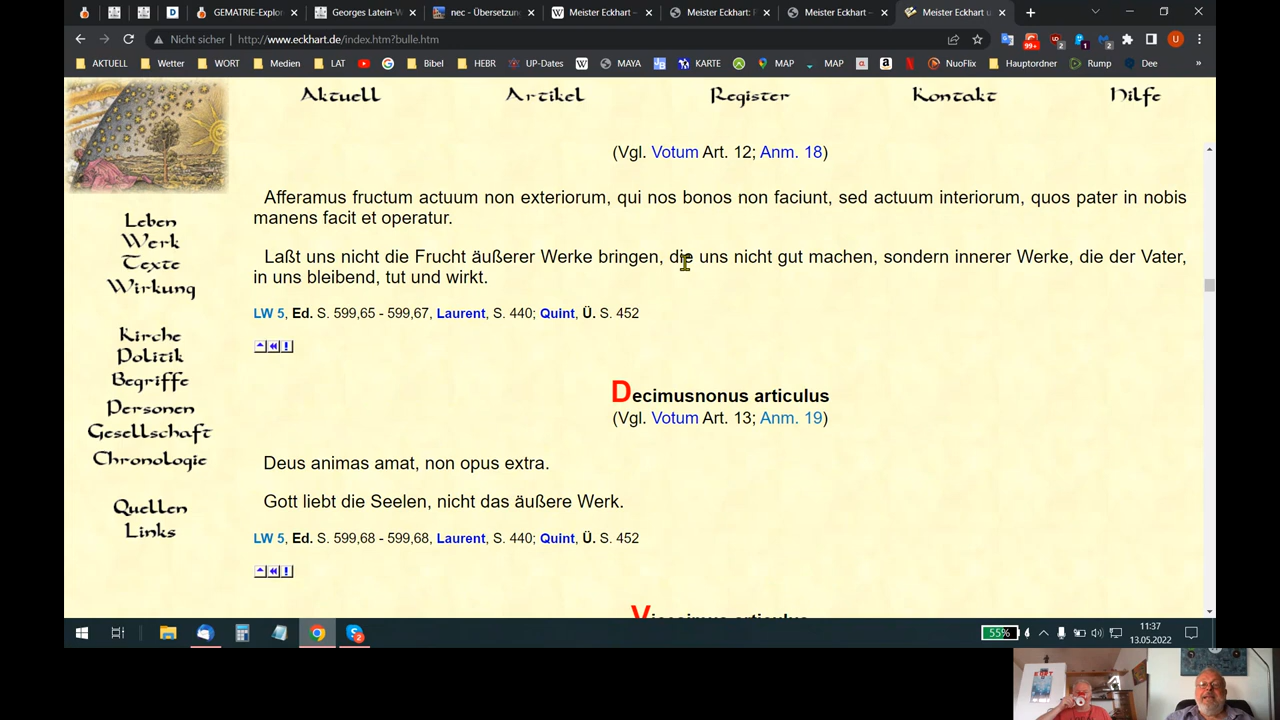 GEMATRIE-Explor
Georges Latein-W
nec - Übersetzun
Meister Eckhart –
Meister Eckhart: F
Meister Eckhart –
Meister Eckhart u
Nicht sicher
http://www.eckhart.de/index.htm?bulle.htm
AKTUELL Wetter WORT Medien LAT Bibel HEBR UP-Dates MAYA KARTE MAP MAP NuoFlix Hauptordner Rump Dee »
Aktuell Artikel Register Kontakt Hilfe
Leben
Werk
Texte
Wirkung
Kirche
Politik
Begriffe
Personen
Gesellschaft
Chronologie
Quellen
Links
(Vgl. Votum Art. 12; Anm. 18)
Afferamus fructum actuum non exteriorum, qui nos bonos non faciunt, sed actuum interiorum, quos pater in nobis
manens facit et operatur.
Laßt uns nicht die Frucht äußerer Werke bringen, die uns nicht gut machen, sondern innerer Werke, die der Vater,
in uns bleibend, tut und wirkt.
LW 5, Ed. S. 599,65 - 599,67, Laurent, S. 440; Quint, Ü. S. 452
Decimusnonus articulus
(Vgl. Votum Art. 13; Anm. 19)
Deus animas amat, non opus extra.
Gott liebt die Seelen, nicht das äußere Werk.
LW 5, Ed. S. 599,68 - 599,68, Laurent, S. 440; Quint, Ü. S. 452
55%
11:37
13.05.2022